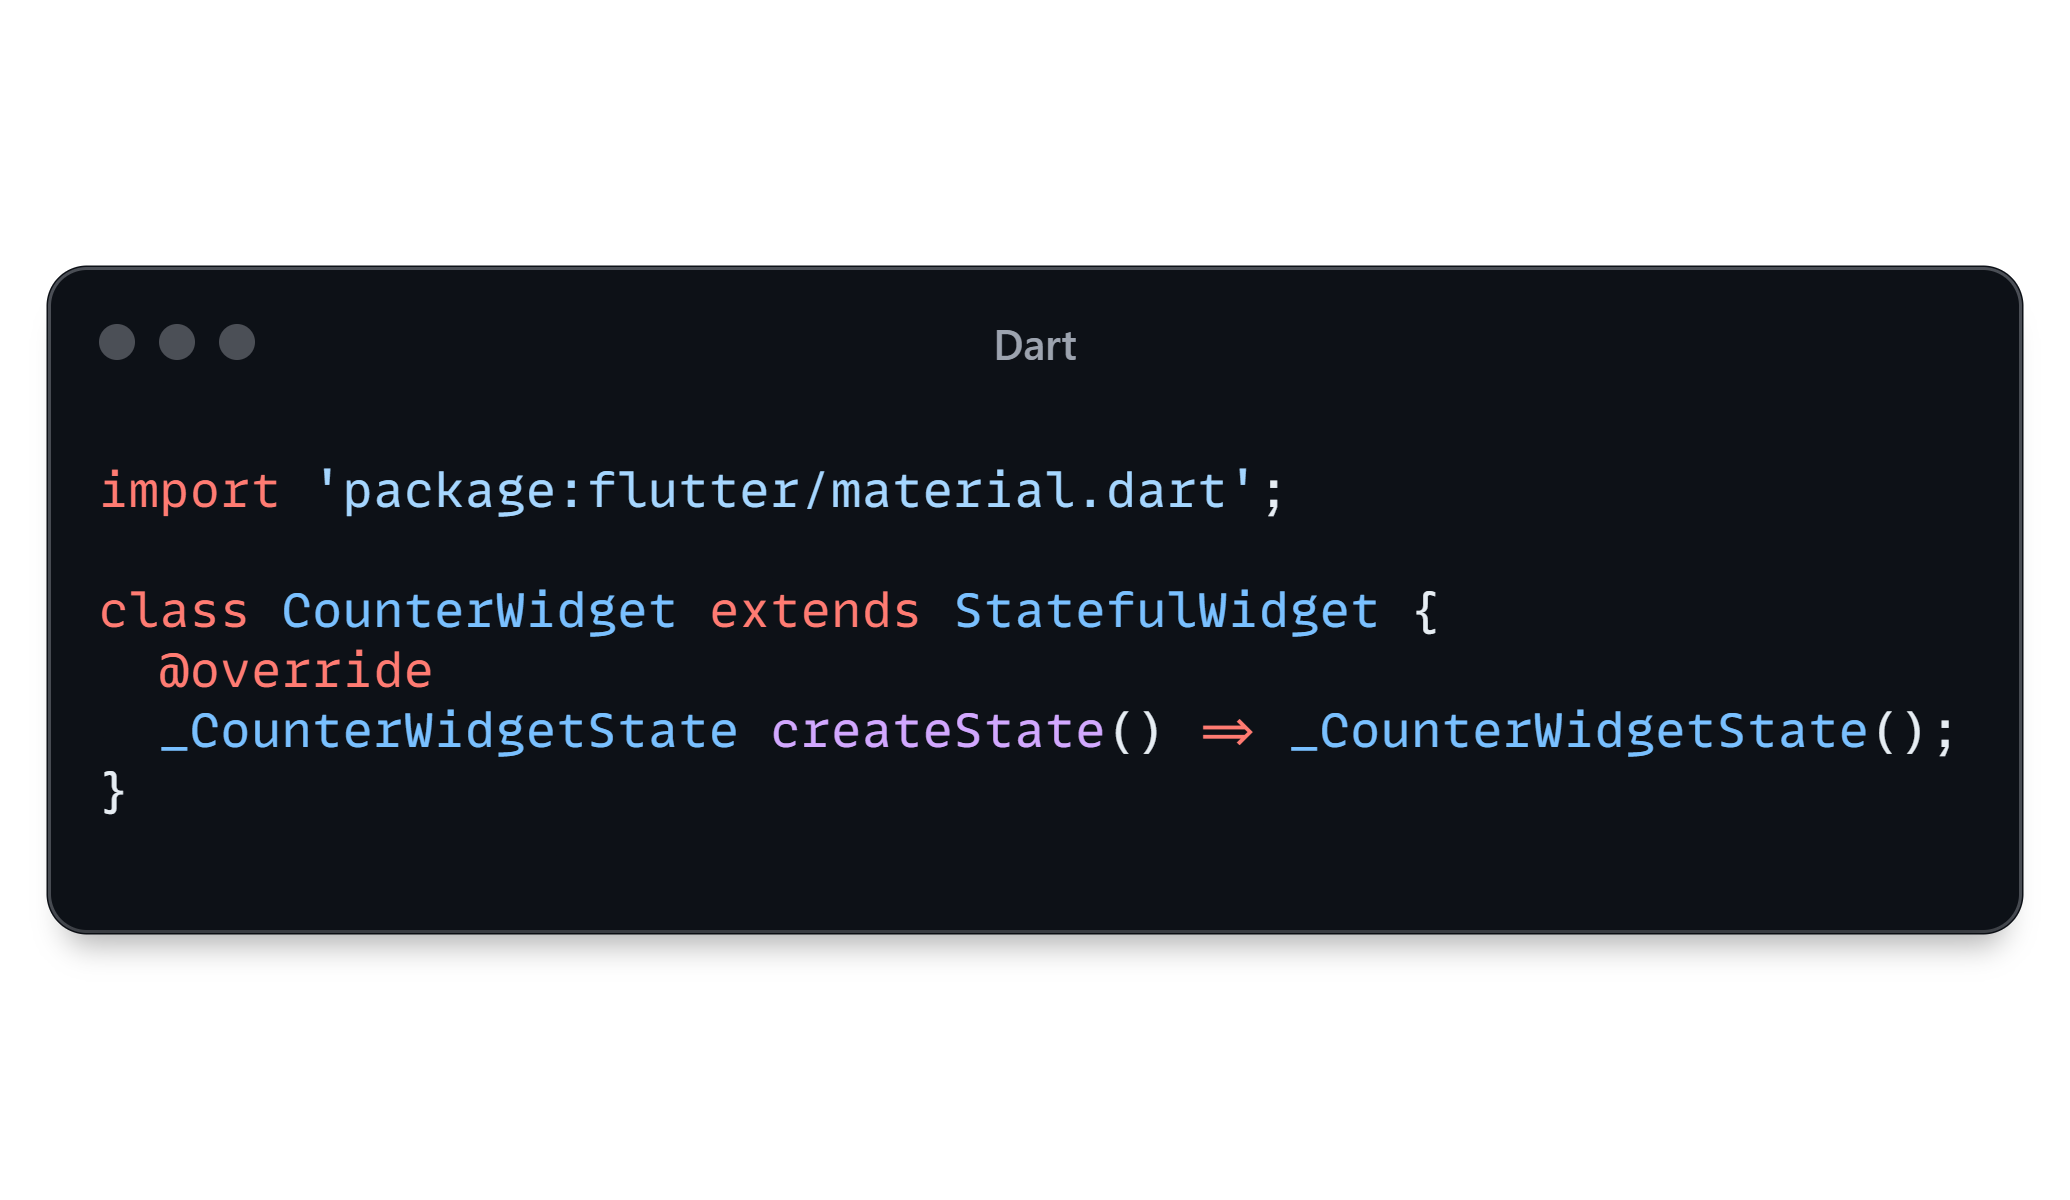 Dart
import 'package:flutter/material.dart';
class CounterWidget extends StatefulWidget {
@override
_CounterWidgetState createState() => _CounterWidgetState();
}